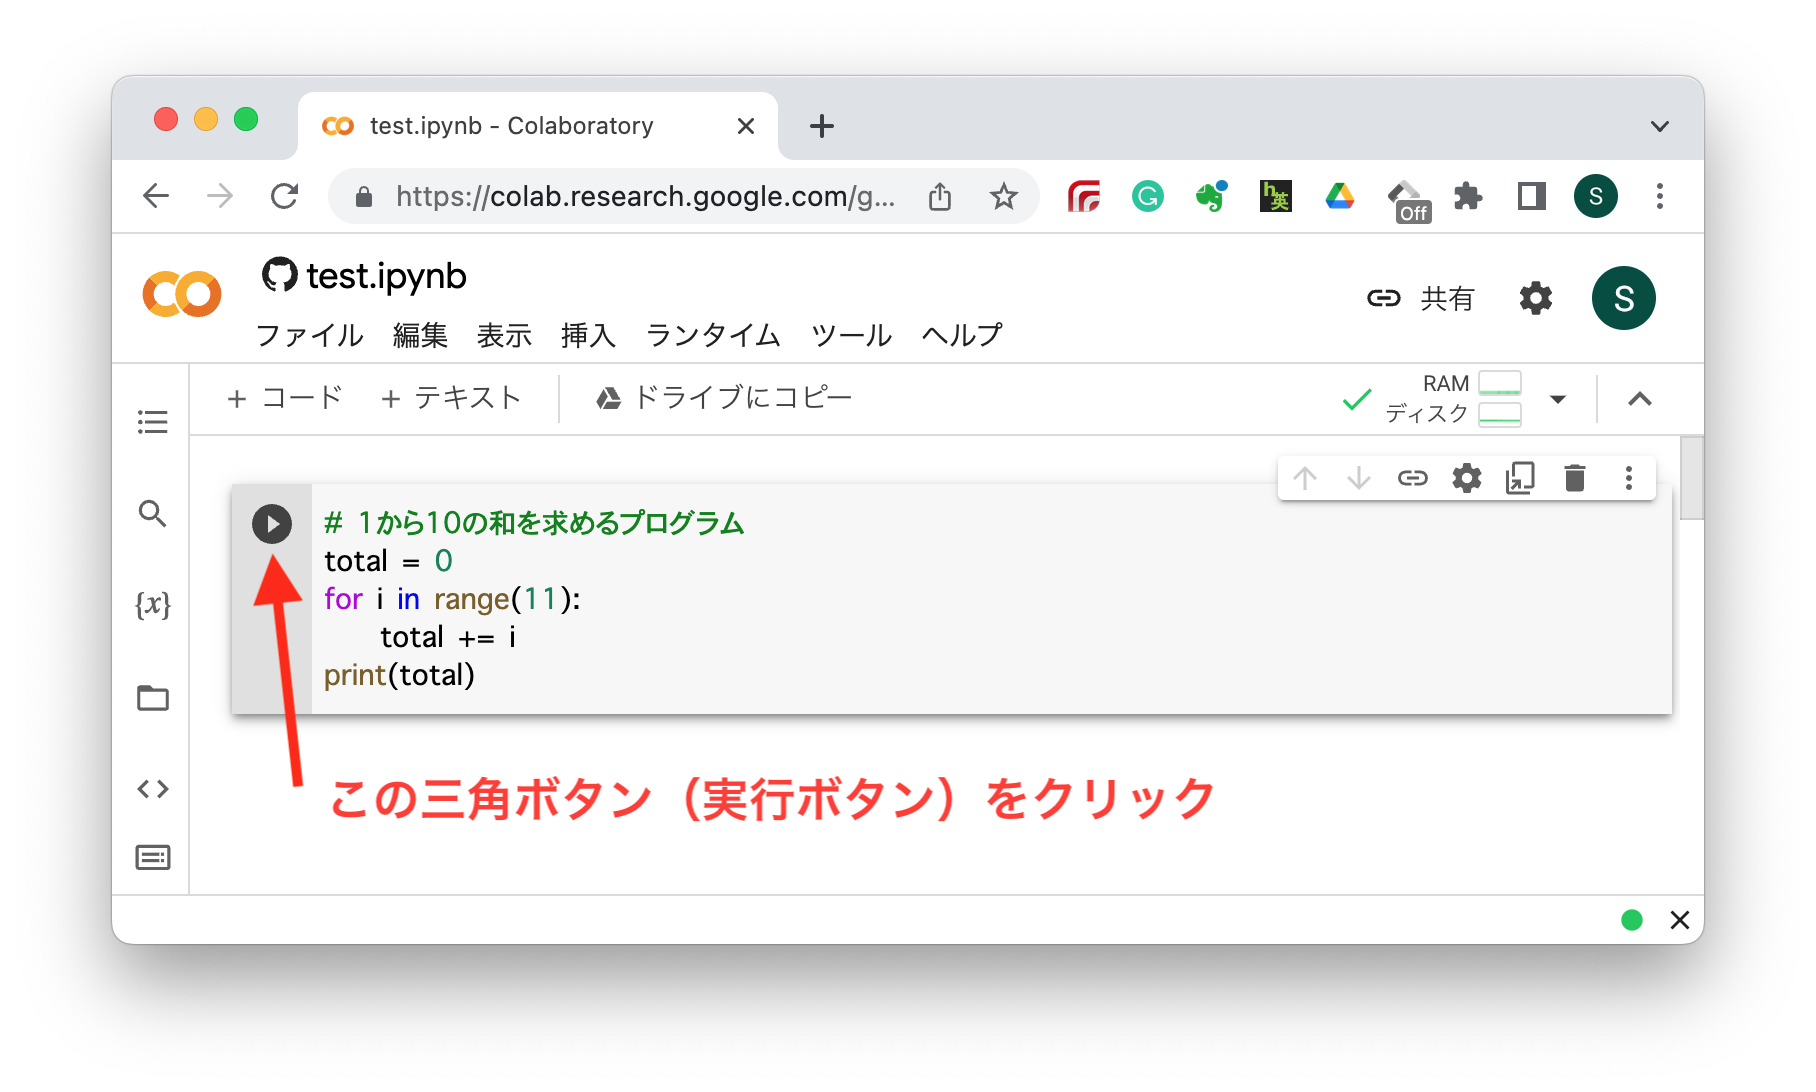 test.ipynb - Colaboratory
https://colab.research.google.com/g...
h英
Off
S
test.ipynb
共有
S
ファイル 編集 表示 挿入 ランタイム ツール ヘルプ
+ コード + テキスト ドライブにコピー
RAM
ディスク
# 1から10の和を求めるプログラム
total = 0
for i in range(11):
    total += i
print(total)
{x}
この三角ボタン（実行ボタン）をクリック